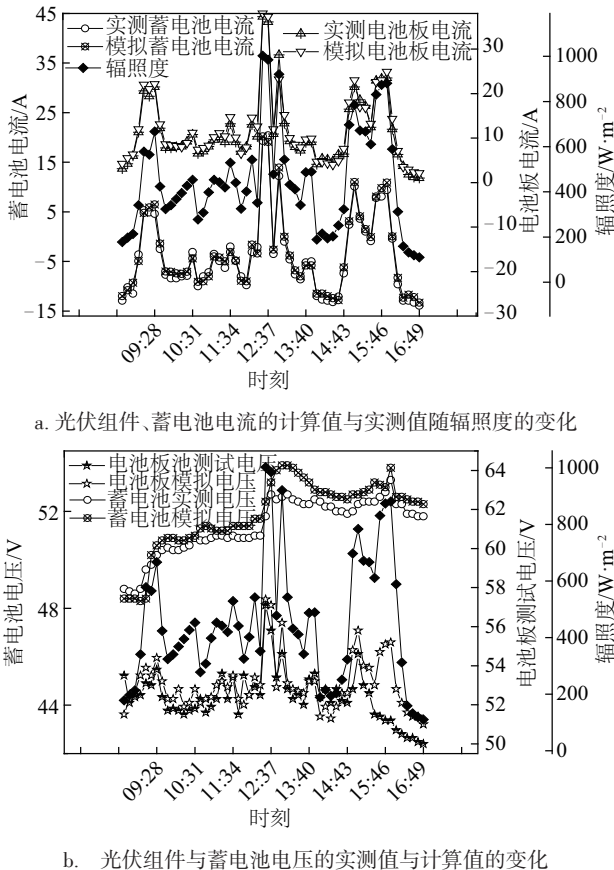 45
35
25
15
5
−5
−15
蓄电池电流/A
实测蓄电池电流
模拟蓄电池电流
辐照度
实测电池板电流
模拟电池板电流
30
20
10
0
−10
−20
−30
电池板电流/A
1000
800
600
400
200
0
辐照度/W·m−2
09:28 10:31 11:34 12:37 13:40 14:43 15:46 16:49
时刻
a. 光伏组件、蓄电池电流的计算值与实测值随辐照度的变化
电池板池测试电压
电池板模拟电压
蓄电池实测电压
蓄电池模拟电压
52
48
44
蓄电池电压/V
64
62
60
58
56
54
52
50
电池板测试电压/V
1000
800
600
400
200
0
辐照度/W·m−2
09:28 10:31 11:34 12:37 13:40 14:43 15:46 16:49
时刻
b. 光伏组件与蓄电池电压的实测值与计算值的变化